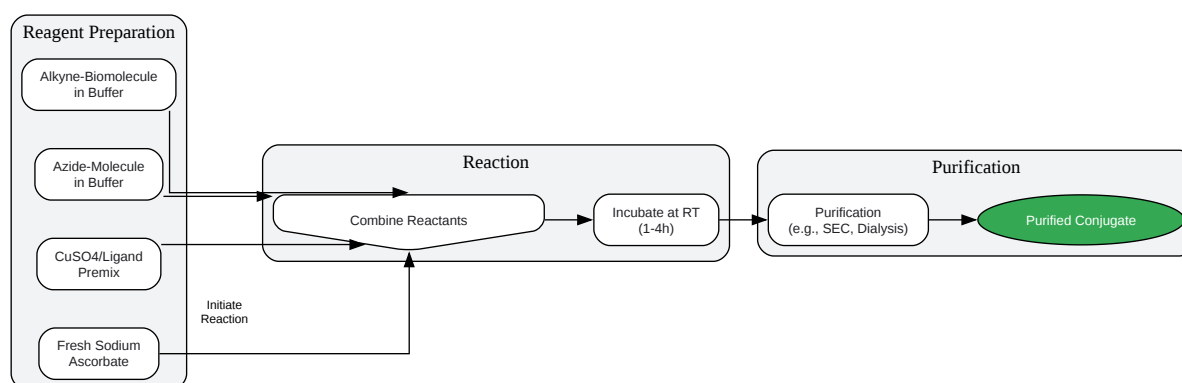 Reagent Preparation
Alkyne-Biomolecule
in Buffer
Azide-Molecule
in Buffer
CuSO4/Ligand
Premix
Fresh Sodium
Ascorbate
Initiate
Reaction
Reaction
Combine Reactants
Incubate at RT
(1-4h)
Purification
Purification
(e.g., SEC, Dialysis)
Purified Conjugate